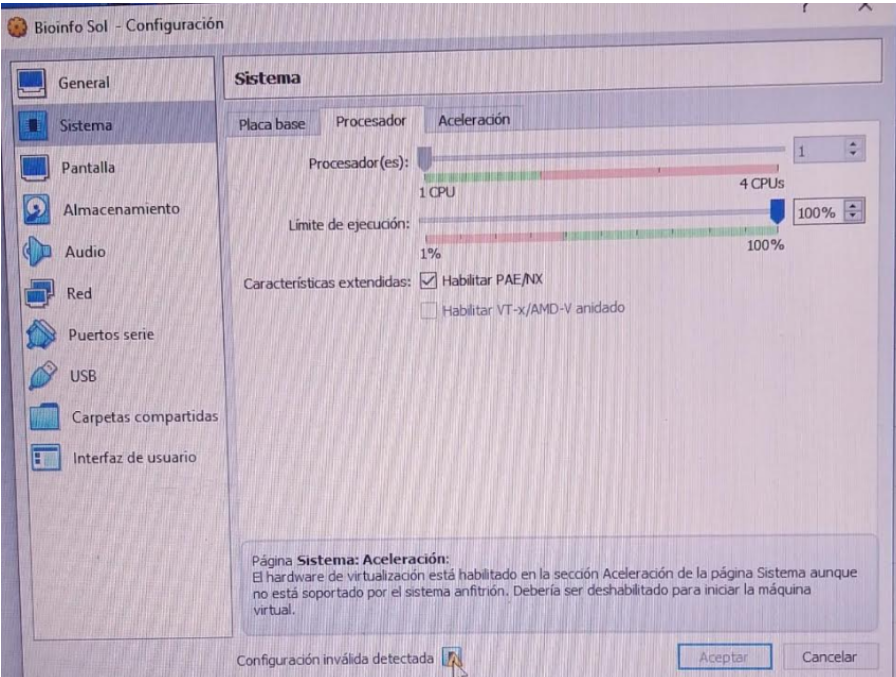 Bioinfo Sol - Configuración
?
General
Sistema
Pantalla
Almacenamiento
Audio
Red
Puertos serie
USB
Carpetas compartidas
Interfaz de usuario
Sistema
Placa base
Procesador
Aceleración
Procesador(es):
1
1 CPU
4 CPUs
Límite de ejecución:
100%
1%
100%
Características extendidas:
Habilitar PAE/NX
Habilitar VT-x/AMD-V anidado
Página Sistema: Aceleración:
El hardware de virtualización está habilitado en la sección Aceleración de la página Sistema aunque
no está soportado por el sistema anfitrión. Debería ser deshabilitado para iniciar la máquina
virtual.
Configuración inválida detectada
Aceptar
Cancelar